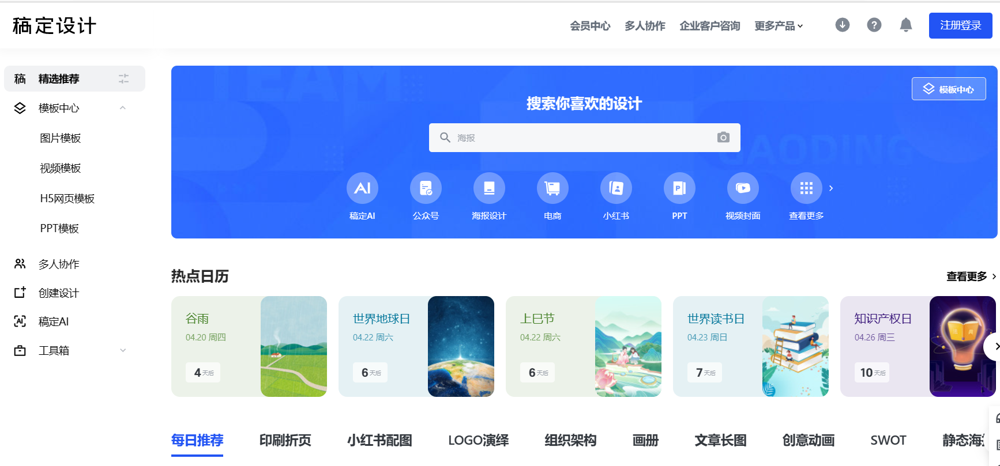 稿定设计
会员中心
多人协作
企业客户咨询
更多产品
注册登录
稿 精选推荐
模板中心
图片模板
视频模板
H5网页模板
PPT模板
多人协作
创建设计
稿定AI
工具箱
TEAM
模板中心
搜索你喜欢的设计
海报
GAODING
AI
稿定AI
公众号
海报设计
电商
小红书
P
PPT
视频封面
查看更多
热点日历
查看更多
谷雨
04.20 周四
4天后
世界地球日
04.22 周六
6天后
上巳节
04.22 周六
6天后
世界读书日
04.23 周日
7天后
知识产权日
04.26 周三
10天后
每日推荐
印刷折页
小红书配图
LOGO演绎
组织架构
画册
文章长图
创意动画
SWOT
静态海